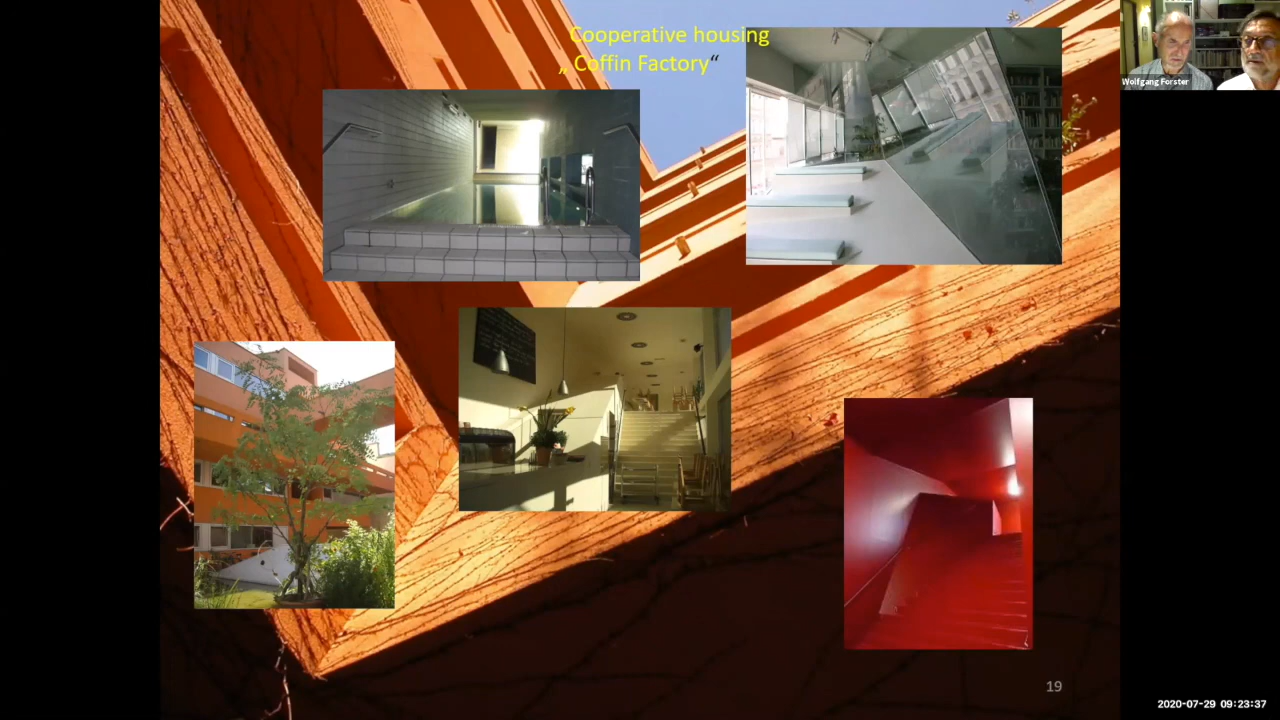 Cooperative housing
„ Coffin Factory“
Wolfgang Forster
19
2020-07-29 09:23:37